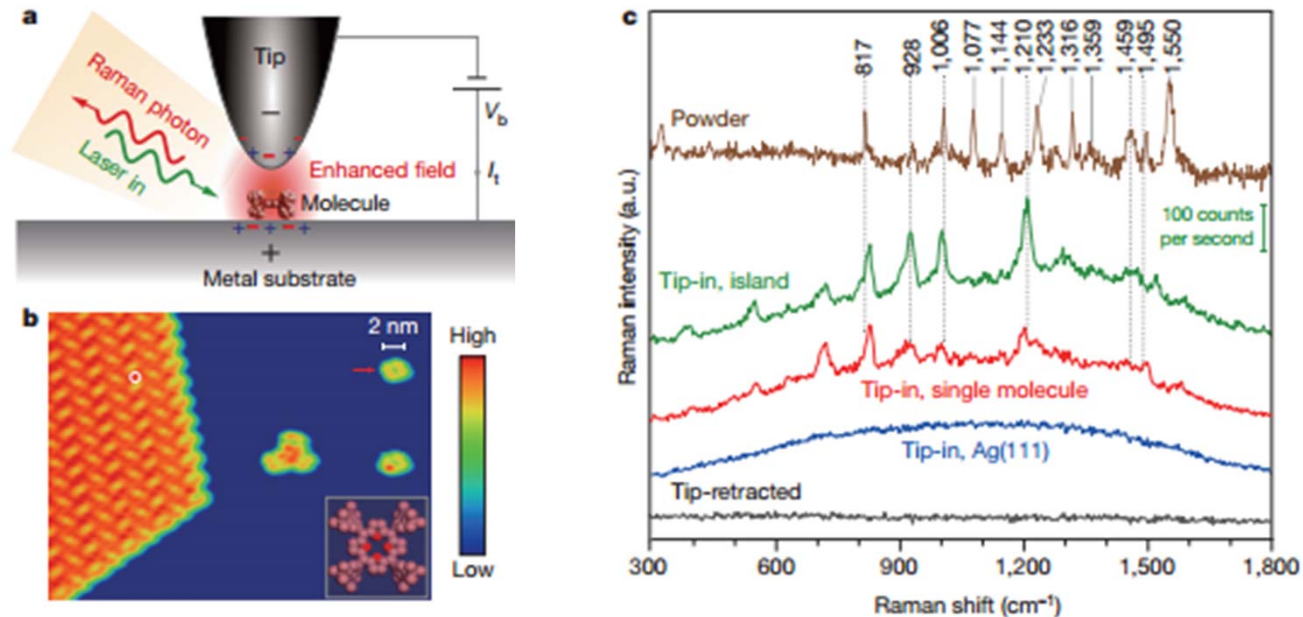 a
Tip
−
Raman photon
Laser in
V_b
I_t
Enhanced field
Molecule
+
Metal substrate
b
2 nm
High
Low
c
817
928
1,006
1,077
1,144
1,210
1,233
1,316
1,359
1,459
1,495
1,550
Powder
100 counts
per second
Tip-in, island
Tip-in, single molecule
Tip-in, Ag(111)
Tip-retracted
Raman intensity (a.u.)
300 600 900 1,200 1,500 1,800
Raman shift (cm⁻¹)